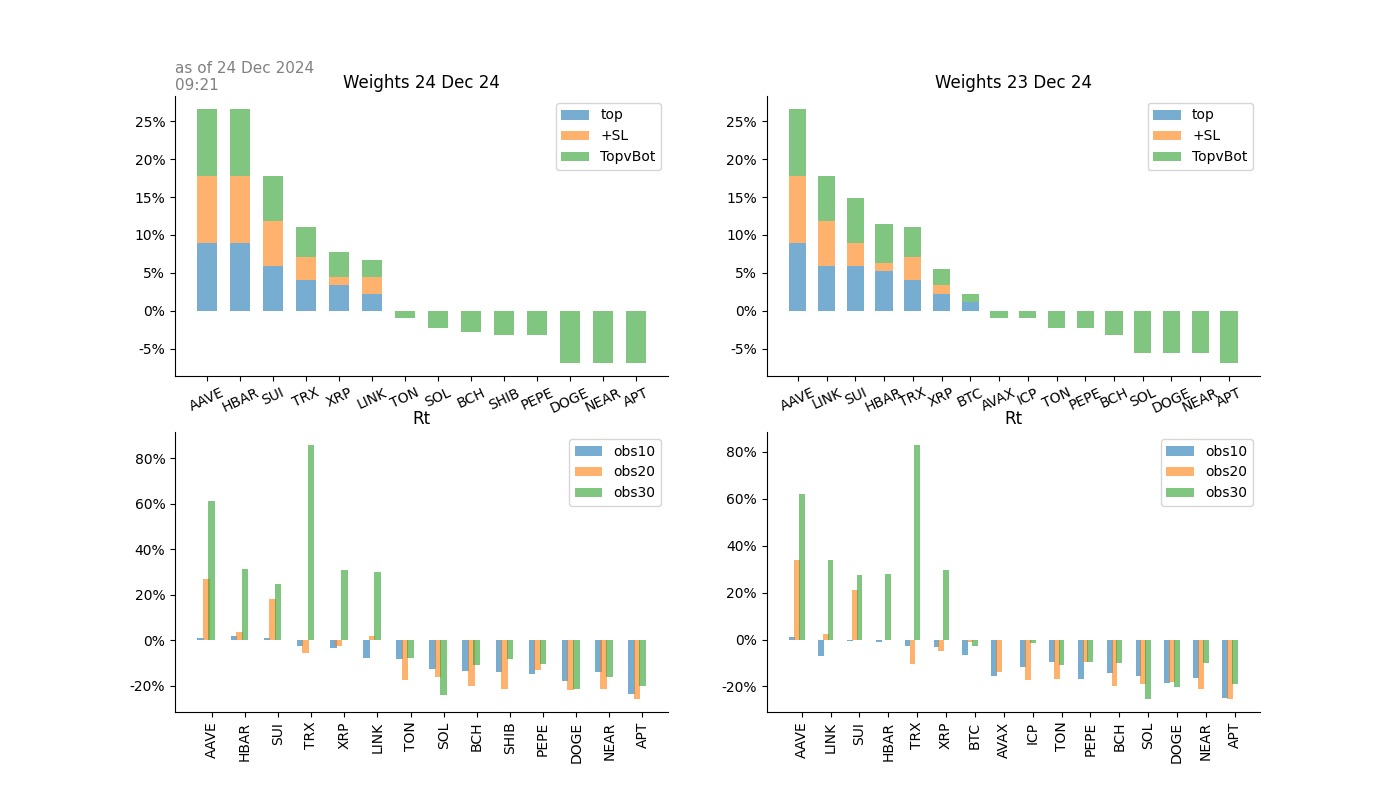 as of 24 Dec 2024
09:21
Weights 24 Dec 24
25%
20%
15%
10%
5%
0%
-5%
top
+SL
TopvBot
AAVE HBAR SUI TRX XRP LINK TON SOL BCH SHIB PEPE DOGE NEAR APT
Weights 23 Dec 24
25%
20%
15%
10%
5%
0%
-5%
top
+SL
TopvBot
AAVE LINK SUI HBAR TRX XRP BTC AVAX ICP TON PEPE BCH SOL DOGE NEAR APT
Rt
80%
60%
40%
20%
0%
-20%
obs10
obs20
obs30
AAVE HBAR SUI TRX XRP LINK TON SOL BCH SHIB PEPE DOGE NEAR APT
Rt
80%
60%
40%
20%
0%
-20%
obs10
obs20
obs30
AAVE LINK SUI HBAR TRX XRP BTC AVAX ICP TON PEPE BCH SOL DOGE NEAR APT